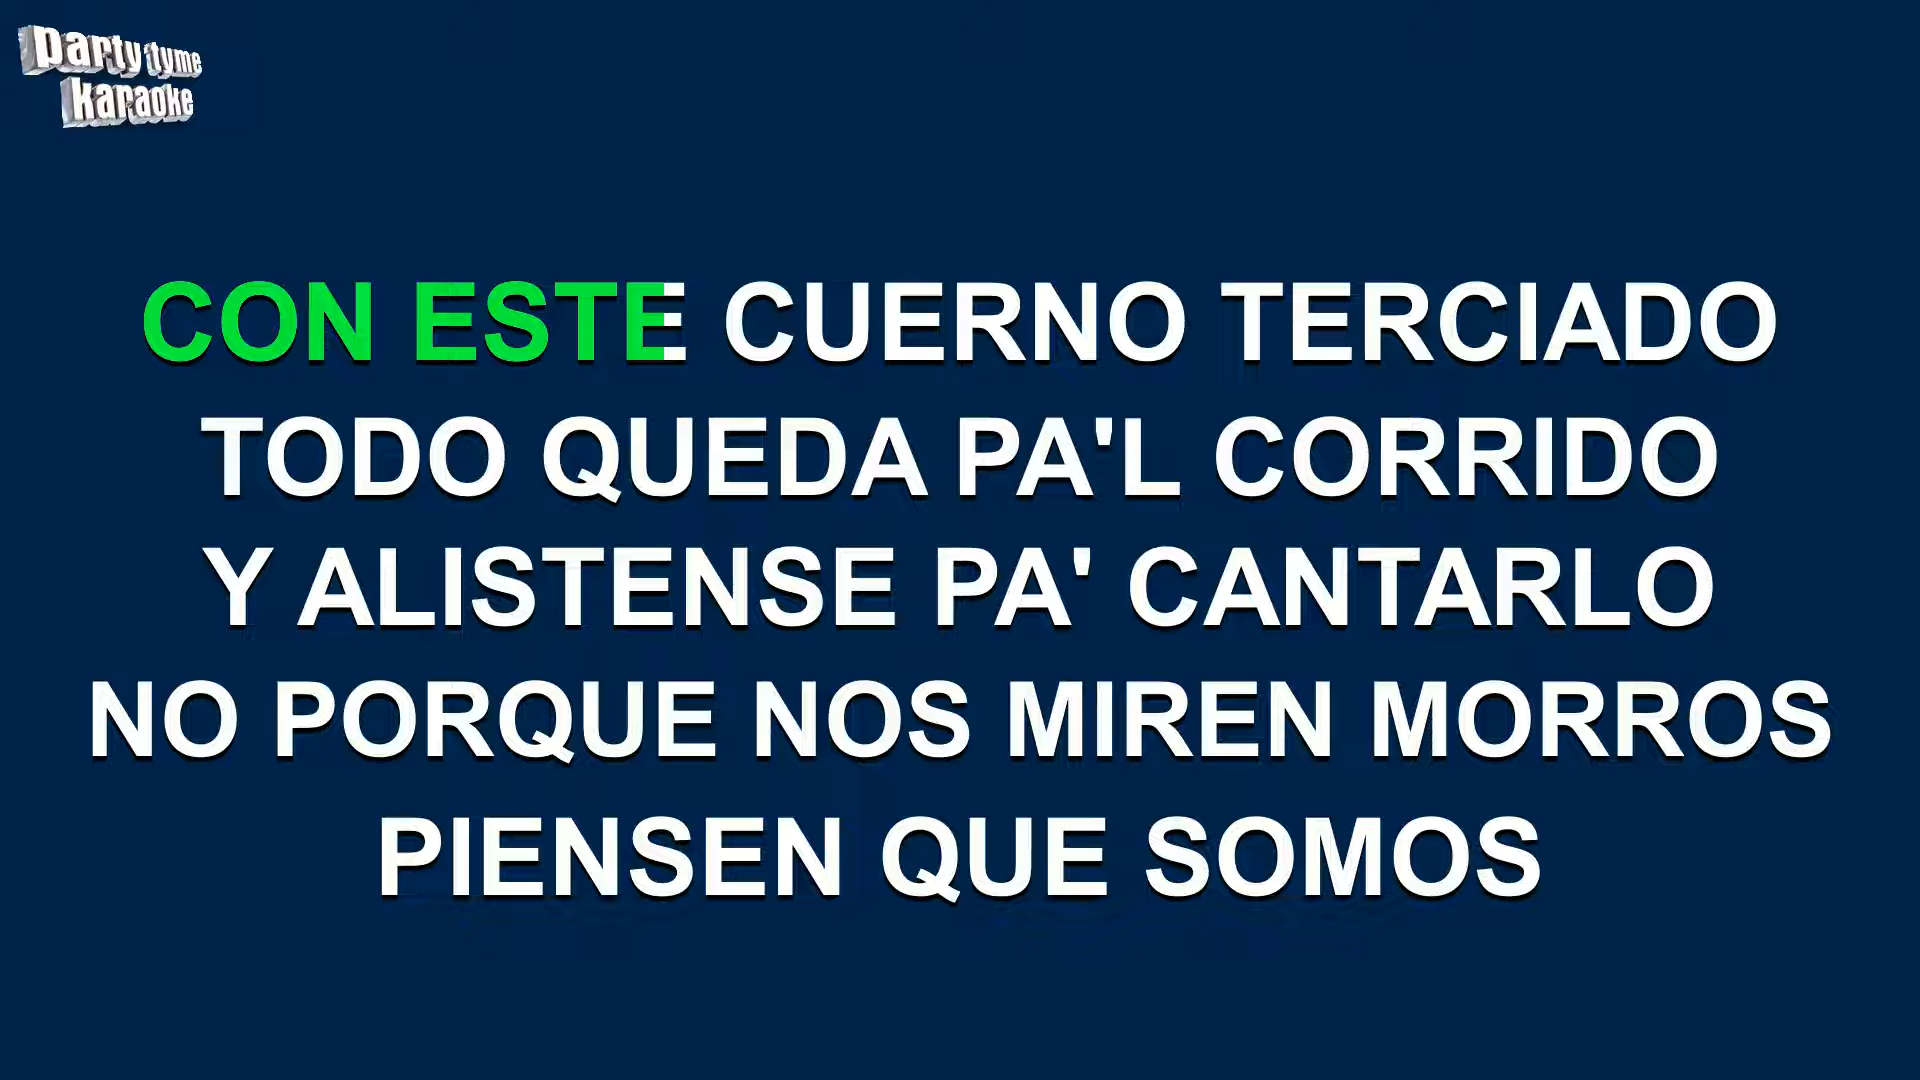 party tyme
karaoke
CON ESTE CUERNO TERCIADO
TODO QUEDA PA'L CORRIDO
Y ALISTENSE PA' CANTARLO
NO PORQUE NOS MIREN MORROS
PIENSEN QUE SOMOS